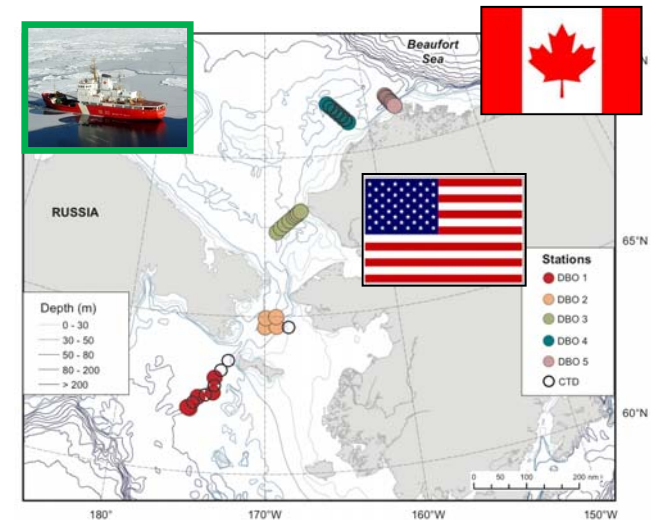 Beaufort
Sea
N
RUSSIA
65°N
Stations
DBO 1
DBO 2
DBO 3
DBO 4
DBO 5
CTD
Depth (m)
0 - 30
30 - 50
50 - 80
80 - 200
> 200
60°N
0 50 100 200 nm
180° 170°W 160°W 150°W